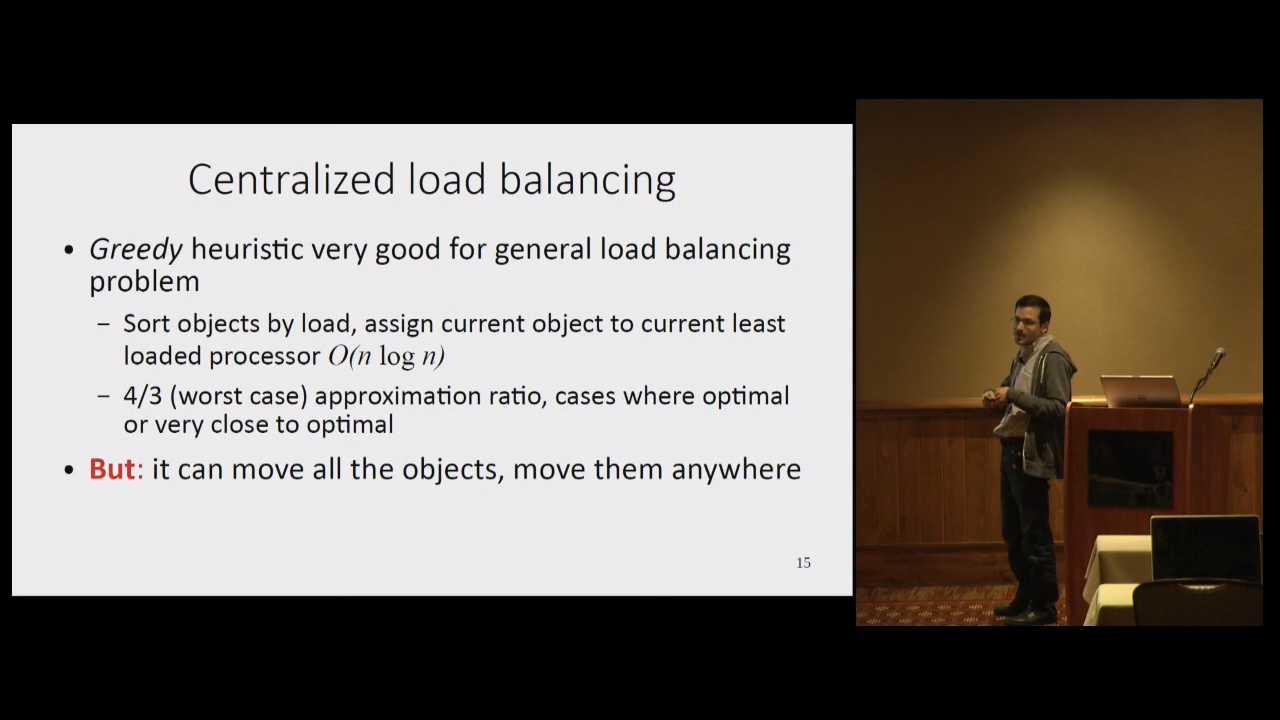 Centralized load balancing
• Greedy heuristic very good for general load balancing
problem
– Sort objects by load, assign current object to current least
loaded processor O(n log n)
– 4/3 (worst case) approximation ratio, cases where optimal
or very close to optimal
• But: it can move all the objects, move them anywhere
15